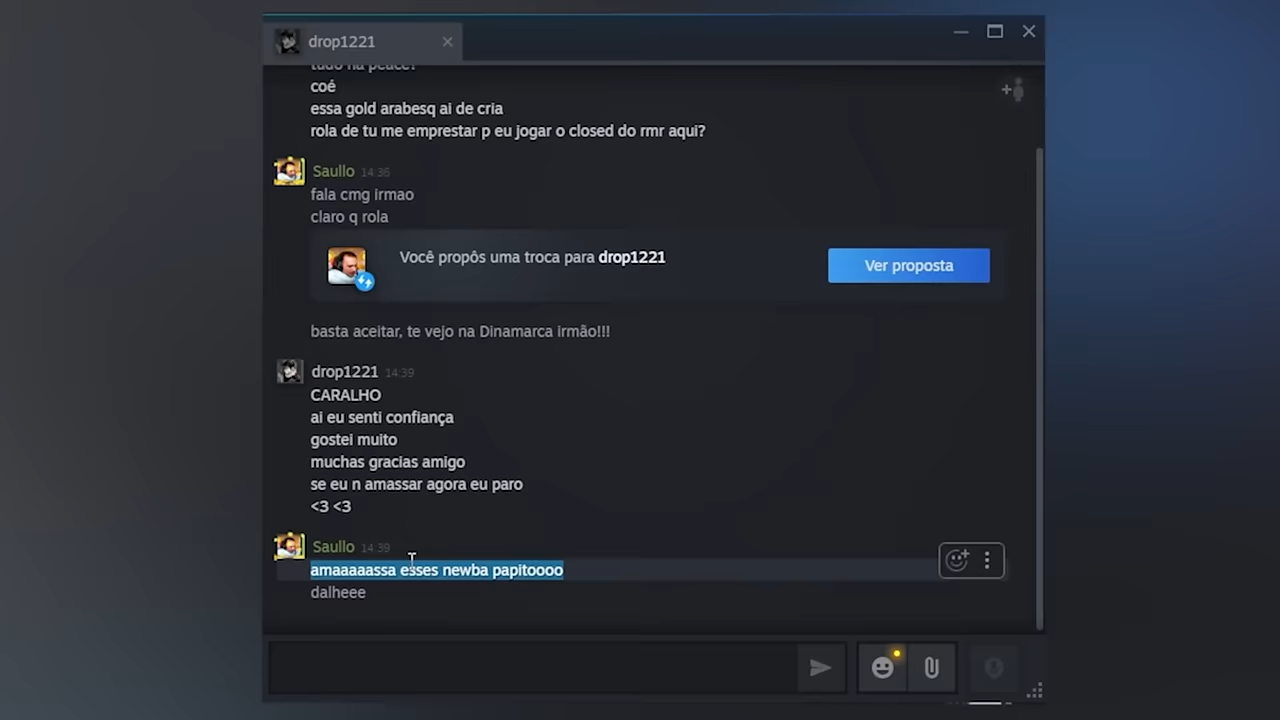 drop1221
tudo na peace?
coé
essa gold arabesq ai de cria
rola de tu me emprestar p eu jogar o closed do rmr aqui?
Saullo 14:36
fala cmg irmao
claro q rola
Você propôs uma troca para drop1221
Ver proposta
basta aceitar, te vejo na Dinamarca irmão!!!
drop1221 14:39
CARALHO
ai eu senti confiança
gostei muito
muchas gracias amigo
se eu n amassar agora eu paro
<3 <3
Saullo 14:39
amaaaaassa esses newba papitoooo
dalheee